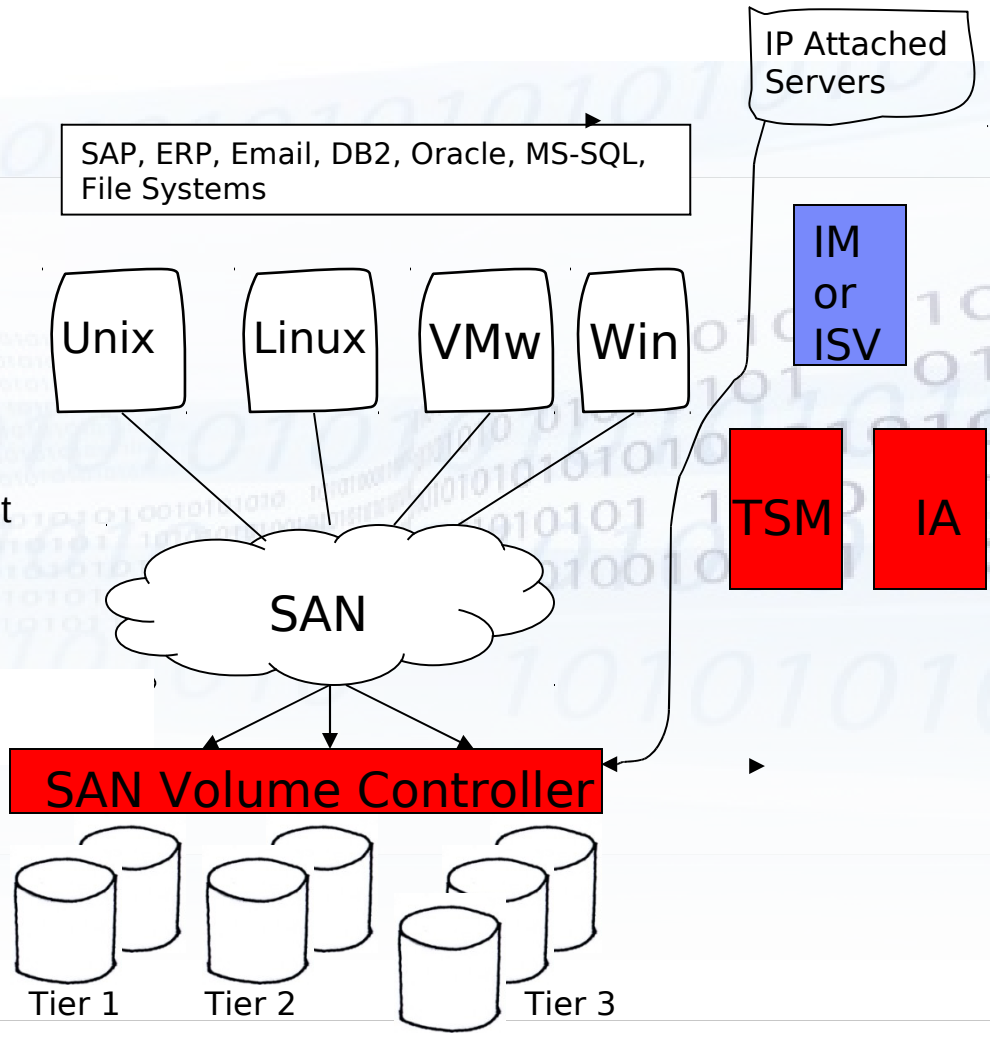 IP Attached
Servers
SAP, ERP, Email, DB2, Oracle, MS-SQL,
File Systems
IM
or
ISV
Unix
Linux
VMw
Win
t
TSM
IA
SAN
SAN Volume Controller
Tier 1
Tier 2
Tier 3